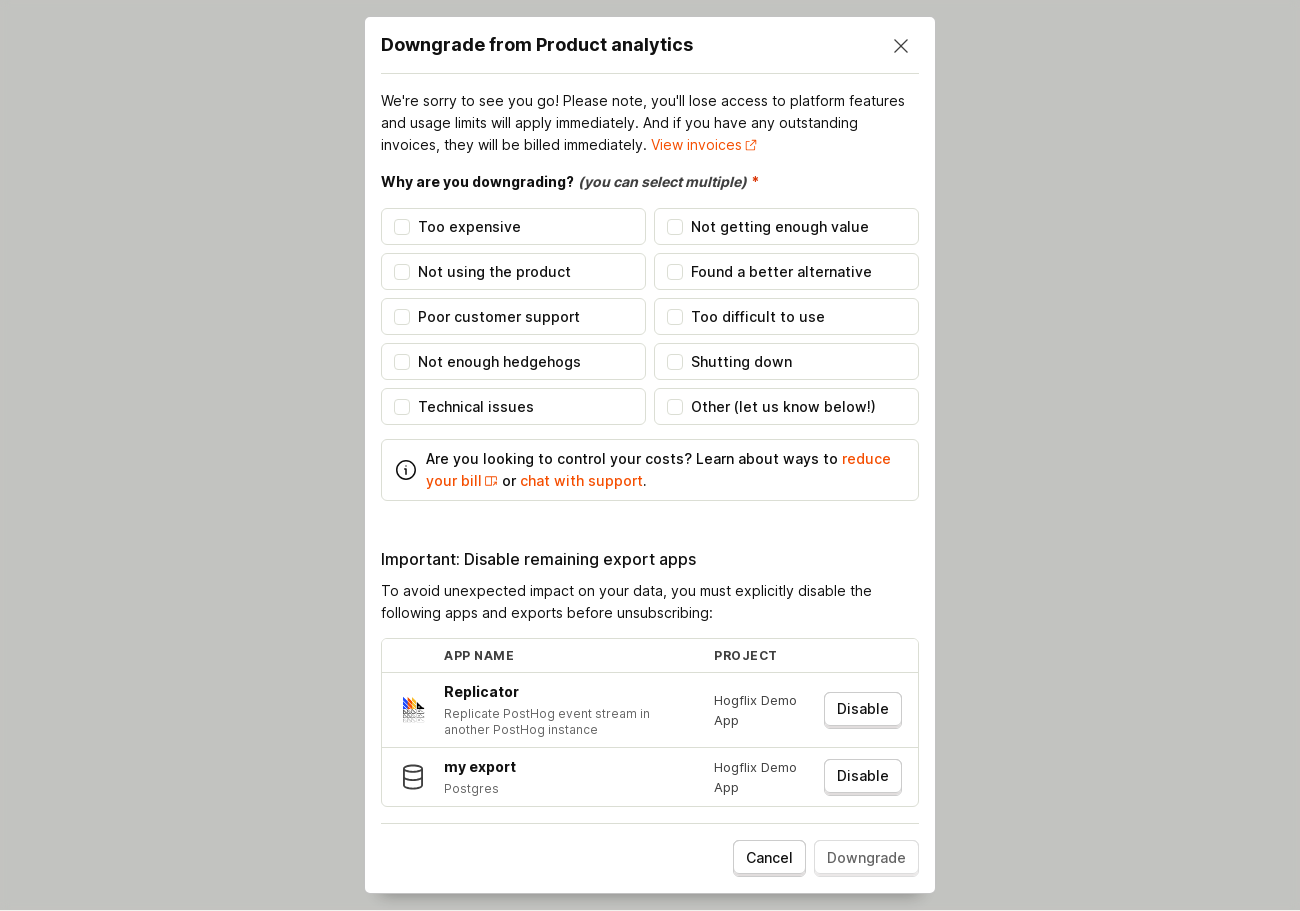 Downgrade from Product analytics
We're sorry to see you go! Please note, you'll lose access to platform features
and usage limits will apply immediately. And if you have any outstanding
invoices, they will be billed immediately. View invoices
Why are you downgrading? (you can select multiple) *
Too expensive
Not getting enough value
Not using the product
Found a better alternative
Poor customer support
Too difficult to use
Not enough hedgehogs
Shutting down
Technical issues
Other (let us know below!)
Are you looking to control your costs? Learn about ways to reduce
your bill or chat with support.
Important: Disable remaining export apps
To avoid unexpected impact on your data, you must explicitly disable the
following apps and exports before unsubscribing:
APP NAME PROJECT
Replicator
Replicate PostHog event stream in
another PostHog instance
Hogflix Demo
App
Disable
my export
Postgres
Hogflix Demo
App
Disable
Cancel
Downgrade